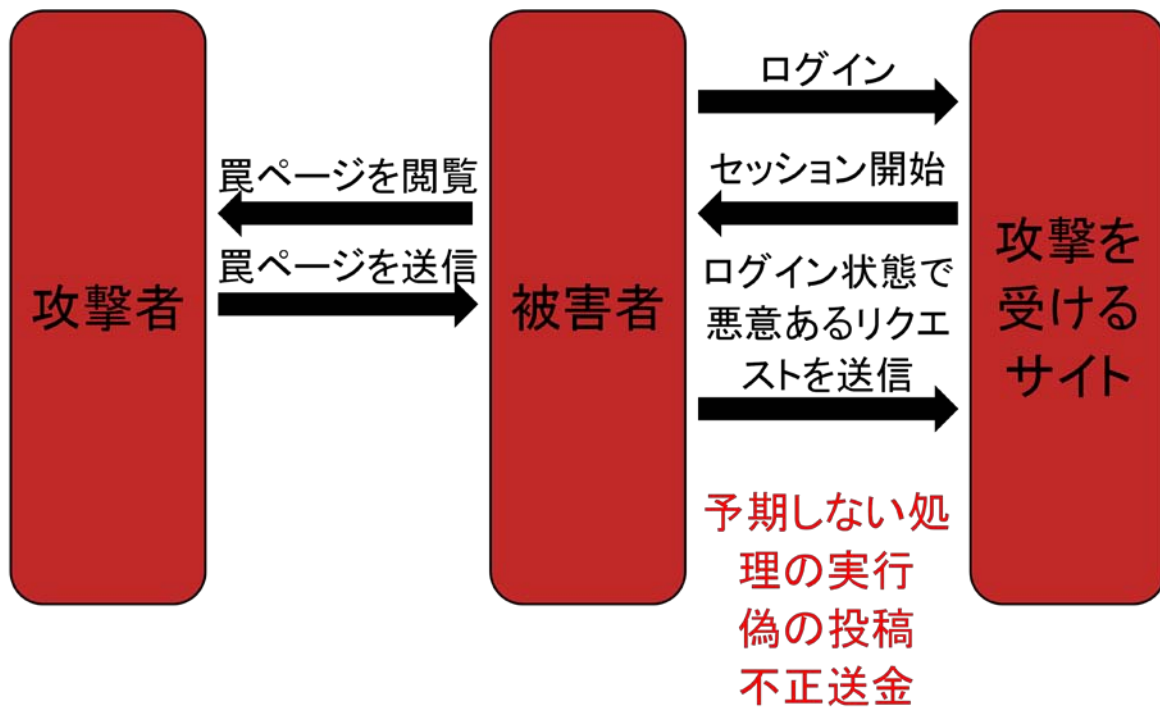 攻撃者
罠ページを閲覧
罠ページを送信
被害者
ログイン
セッション開始
ログイン状態で
悪意あるリクエ
ストを送信
予期しない処
理の実行
偽の投稿
不正送金
攻撃を
受ける
サイト